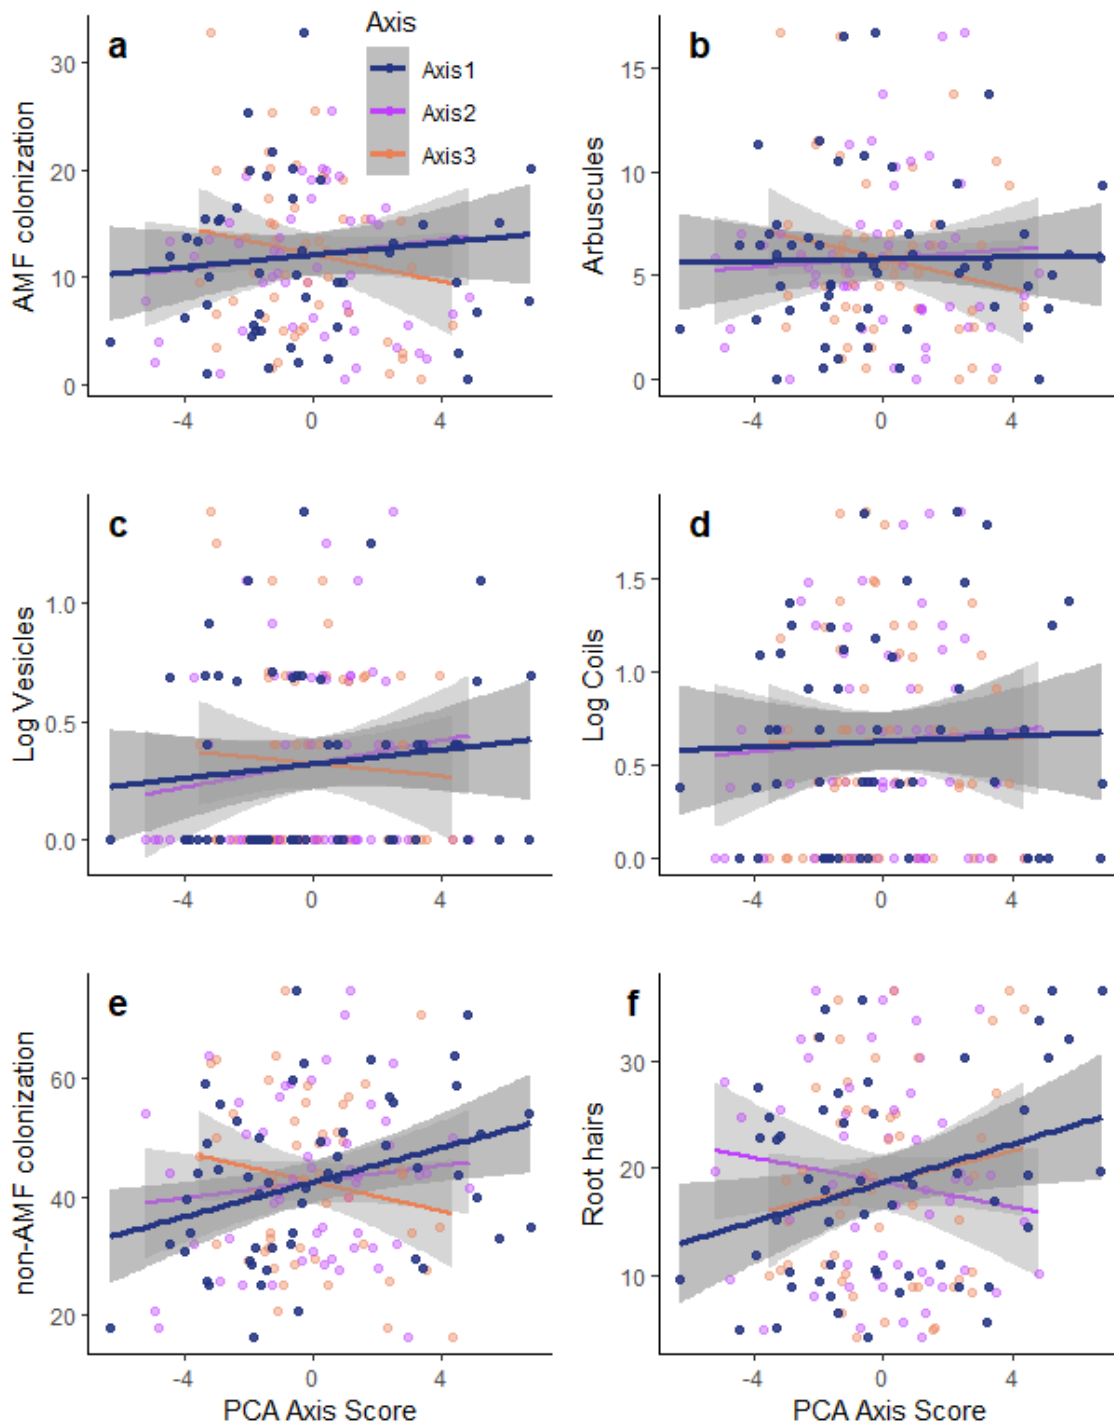 a
Axis
Axis1
Axis2
Axis3
AMF colonization
30
20
10
0
-4
0
4
b
Arbuscules
15
10
5
0
-4
0
4
c
Log Vesicles
1.0
0.5
0.0
-4
0
4
d
Log Coils
1.5
1.0
0.5
0.0
-4
0
4
e
non-AMF colonization
60
40
20
-4
0
4
PCA Axis Score
f
Root hairs
30
20
10
-4
0
4
PCA Axis Score